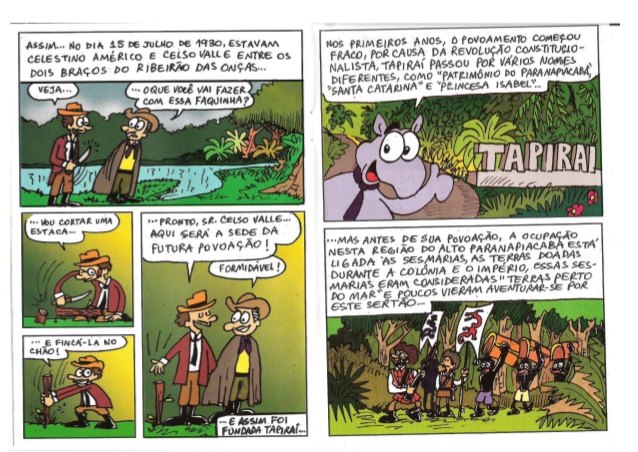 ASSIM... NO DIA 15 DE JULHO DE 1930, ESTAVAM
CELESTINO AMÉRICO E CELSO VALLE ENTRE OS
DOIS BRAÇOS DO RIBEIRÃO DAS ONÇAS...
VEJA...
... O QUE VOCÊ VAI FAZER
COM ESSA FAQUINHA?
... VOU CORTAR UMA
ESTACA...
... E FINCÁ-LA NO
CHÃO!
...PRONTO, SR. CELSO VALLE...
AQUI SERÁ A SEDE DA
FUTURA POVOAÇÃO!
FORMIDÁVEL!
...E ASSIM FOI
FUNDADA TAPIRAÍ...
NOS PRIMEIROS ANOS, O POVOAMENTO COMEÇOU
FRACO, POR CAUSA DA REVOLUÇÃO CONSTITUCIO-
NALISTA, TAPIRAÍ PASSOU POR VÁRIOS NOMES
DIFERENTES, COMO "PATRIMÔNIO DO PARANAPIACABA",
"SANTA CATARINA" E "PRINCESA ISABEL"...
TAPIRAÍ
...MAS ANTES DE SUA POVOAÇÃO, A OCUPAÇÃO
NESTA REGIÃO DO ALTO PARANAPIACABA ESTÁ
LIGADA ÀS SESMARIAS, AS TERRAS DOADAS
DURANTE A COLÔNIA E O IMPÉRIO, ESSAS SES-
MARIAS ERAM CONSIDERADAS "TERRAS PERTO
DO MAR" E POUCOS VIERAM AVENTURAR-SE POR
ESTE SERTÃO...